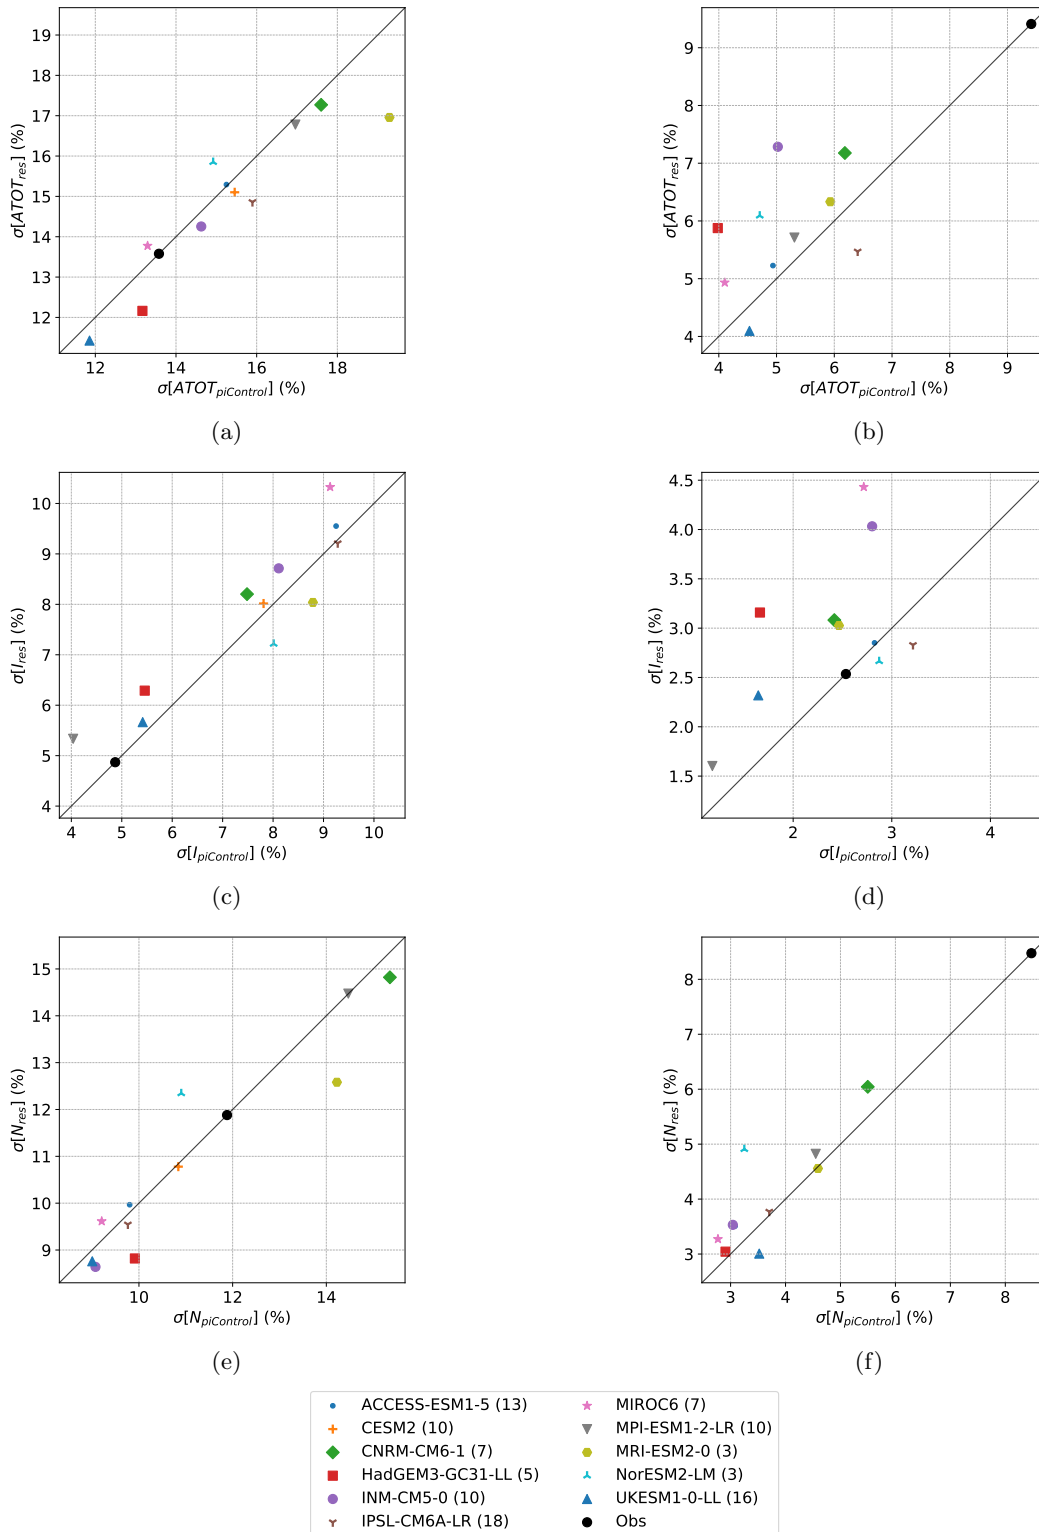 19
18
17
16
15
14
13
12
σ[ATOT_res] (%)
12 14 16 18
σ[ATOT_piControl] (%)
(a)
9
8
7
6
5
4
σ[ATOT_res] (%)
4 5 6 7 8 9
σ[ATOT_piControl] (%)
(b)
10
9
8
7
6
5
4
σ[I_res] (%)
4 5 6 7 8 9 10
σ[I_piControl] (%)
(c)
4.5
4.0
3.5
3.0
2.5
2.0
1.5
σ[I_res] (%)
2 3 4
σ[I_piControl] (%)
(d)
15
14
13
12
11
10
9
σ[N_res] (%)
10 12 14
σ[N_piControl] (%)
(e)
8
7
6
5
4
3
σ[N_res] (%)
3 4 5 6 7 8
σ[N_piControl] (%)
(f)
ACCESS-ESM1-5 (13)
CESM2 (10)
CNRM-CM6-1 (7)
HadGEM3-GC31-LL (5)
INM-CM5-0 (10)
IPSL-CM6A-LR (18)
MIROC6 (7)
MPI-ESM1-2-LR (10)
MRI-ESM2-0 (3)
NorESM2-LM (3)
UKESM1-0-LL (16)
Obs